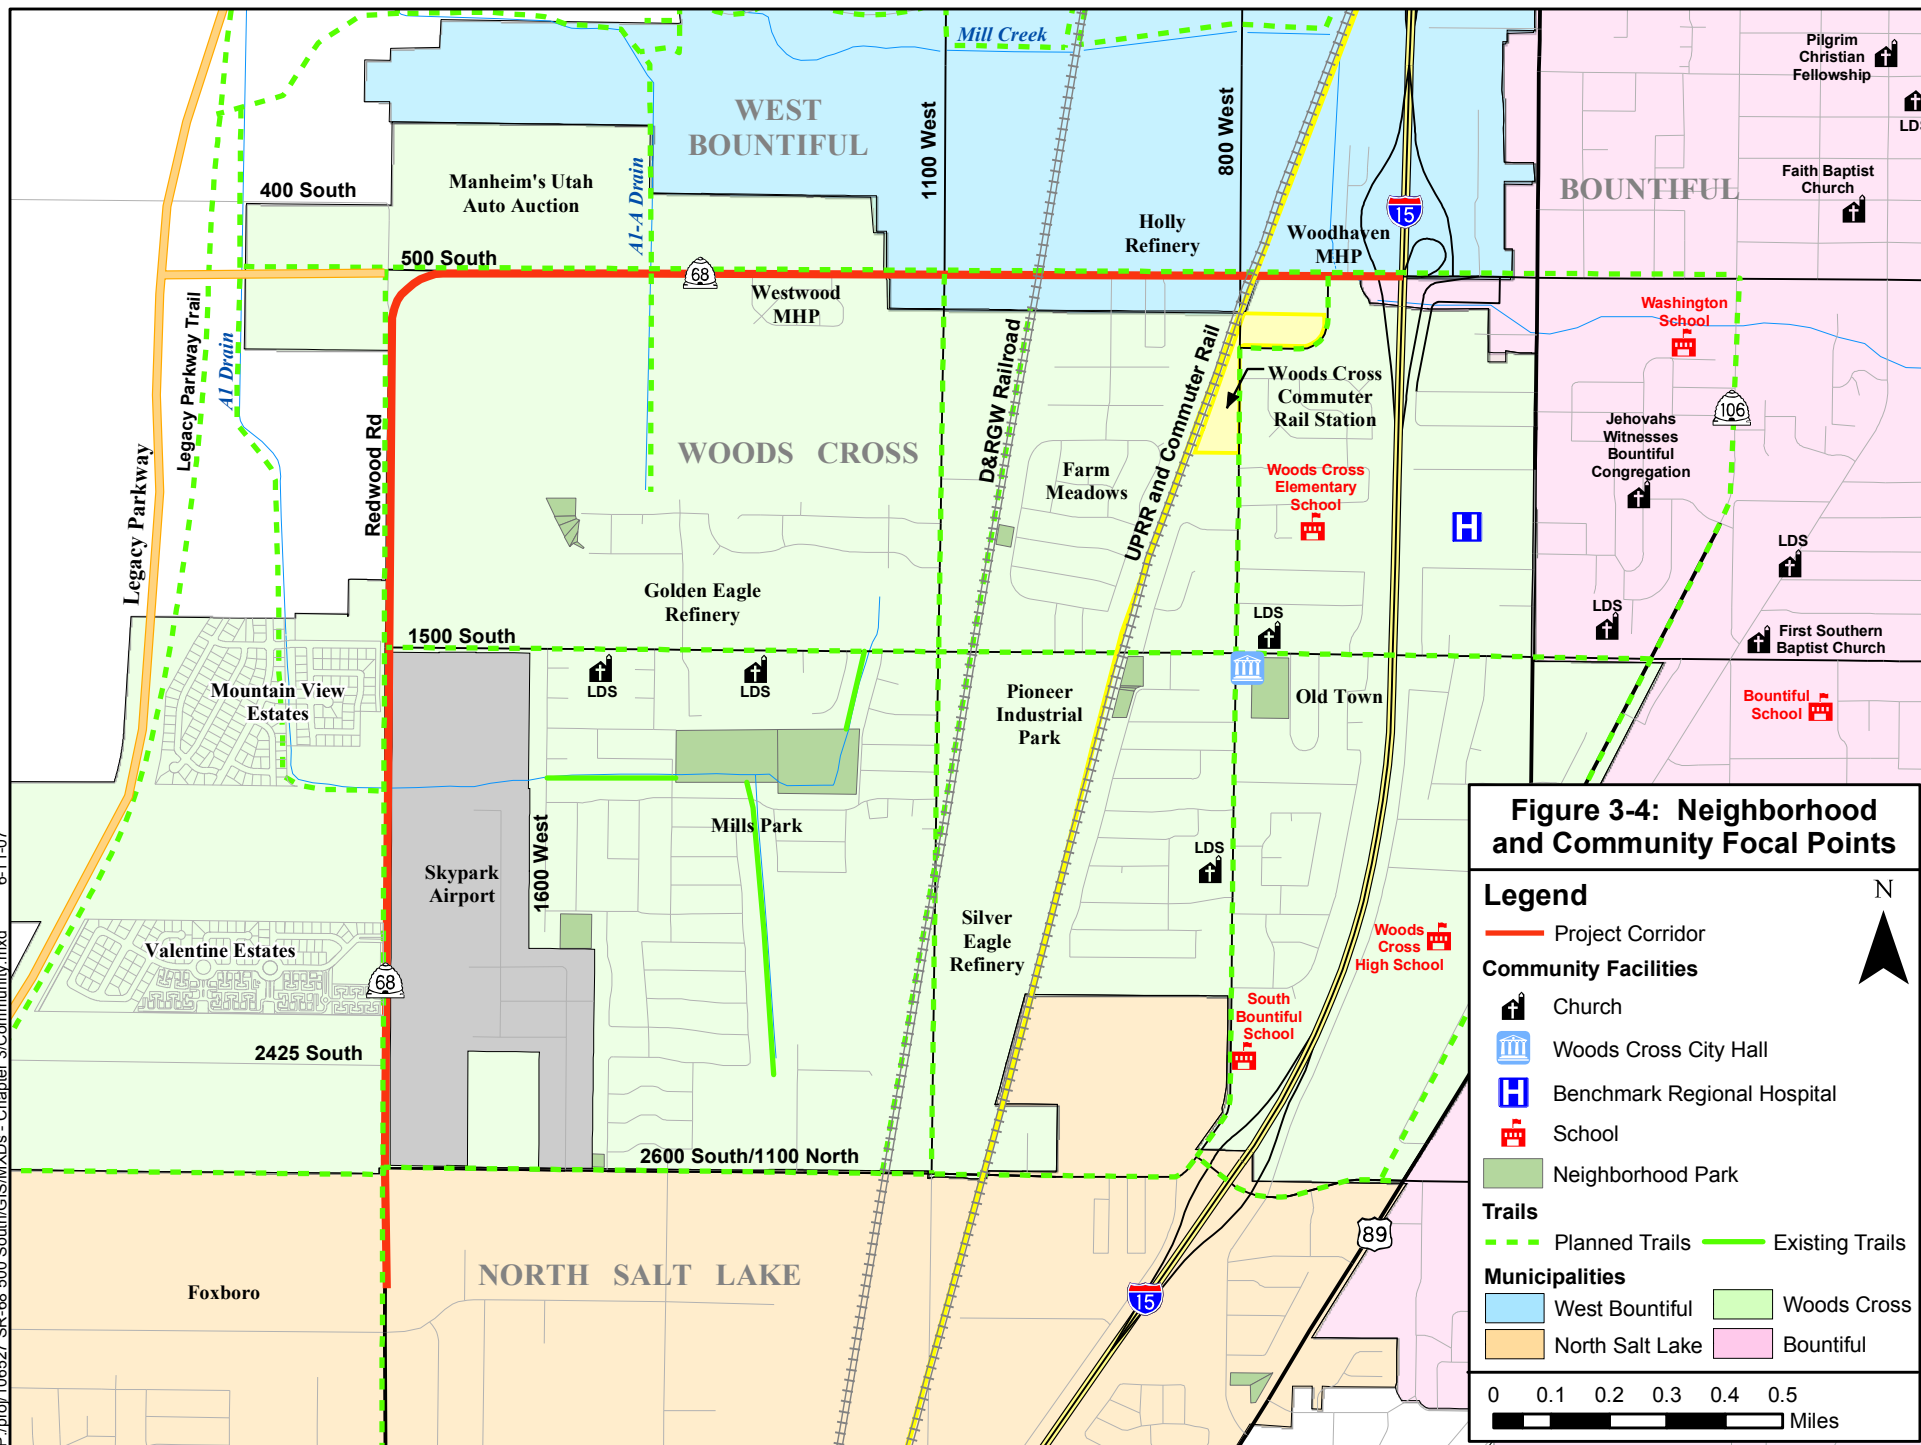 Mill Creek
Pilgrim
Christian
Fellowship
LDS
WEST
BOUNTIFUL
1100 West
800 West
Manheim's Utah
Auto Auction
A1-A Drain
400 South
Faith Baptist
Church
BOUNTIFUL
15
Holly
Refinery
Woodhaven
MHP
500 South
68
Westwood
MHP
Legacy Parkway Trail
A1 Drain
Washington
School
D&RGW Railroad
UPRR and Commuter Rail
Woods Cross
Commuter
Rail Station
106
Jehovahs
Witnesses
Bountiful
Congregation
Redwood Rd
Legacy Parkway
WOODS CROSS
Farm
Meadows
Woods Cross
Elementary
School
H
LDS
Golden Eagle
Refinery
LDS
LDS
First Southern
Baptist Church
1500 South
LDS
LDS
Mountain View
Estates
Pioneer
Industrial
Park
Old Town
Bountiful
School
Mills Park
1600 West
Skypark
Airport
LDS
Silver
Eagle
Refinery
Woods
Cross
High School
Valentine Estates
68
South
Bountiful
School
2425 South
2600 South/1100 North
89
NORTH SALT LAKE
Foxboro
15
Figure 3-4: Neighborhood
and Community Focal Points
Legend
N
Project Corridor
Community Facilities
Church
Woods Cross City Hall
H Benchmark Regional Hospital
School
Neighborhood Park
Trails
Planned Trails Existing Trails
Municipalities
West Bountiful Woods Cross
North Salt Lake Bountiful
0 0.1 0.2 0.3 0.4 0.5
Miles